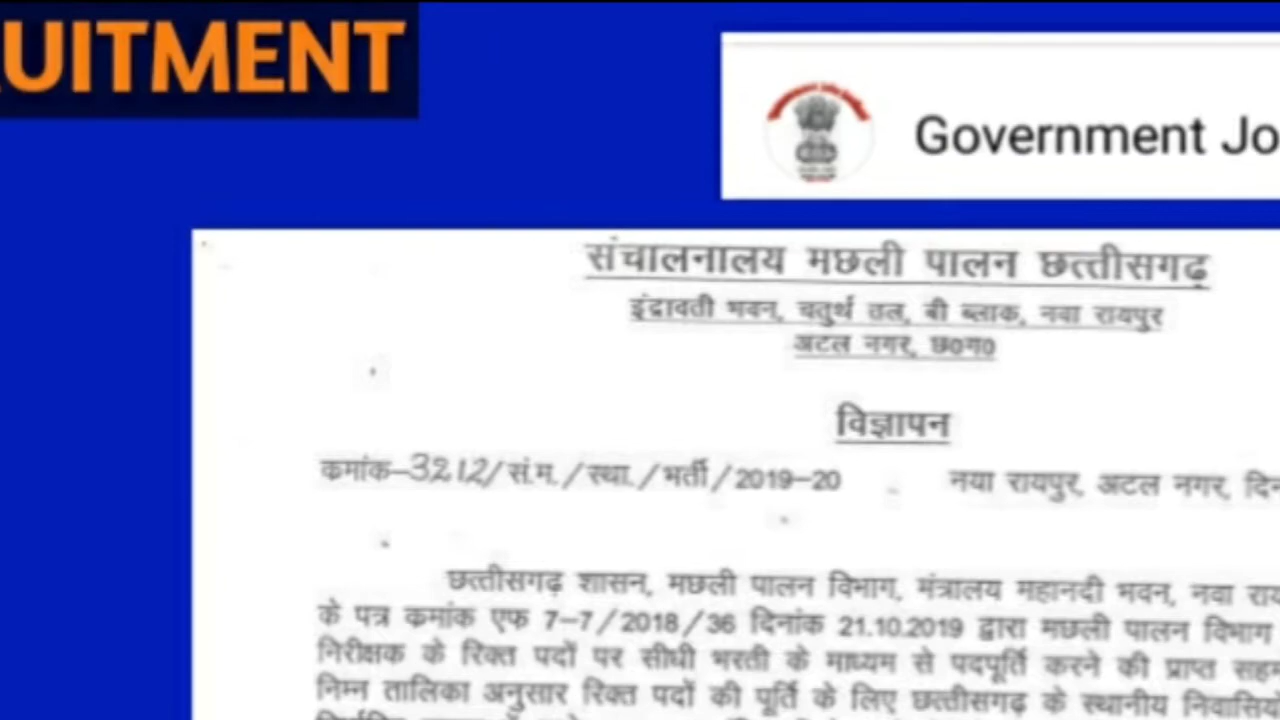 UITMENT
Government Jo
संचालनालय मछली पालन छत्तीसगढ़
इंद्रावती भवन, चतुर्थ तल, बी ब्लाक, नवा रायपुर
अटल नगर, छ0ग0
विज्ञापन
कमांक–3212/सं.म./स्था./भर्ती/2019–20 नया रायपुर, अटल नगर, दिन
छत्तीसगढ़ शासन, मछली पालन विभाग, मंत्रालय महानदी भवन, नवा राय
के पत्र कमांक एफ 7–7/2018/36 दिनांक 21.10.2019 द्वारा मछली पालन विभाग
निरीक्षक के रिक्त पदों पर सीधी भरती के माध्यम से पदपूर्ति करने की प्राप्त सहम
निम्न तालिका अनुसार रिक्त पदों की पूर्ति के लिए छत्तीसगढ़ के स्थानीय निवासियों